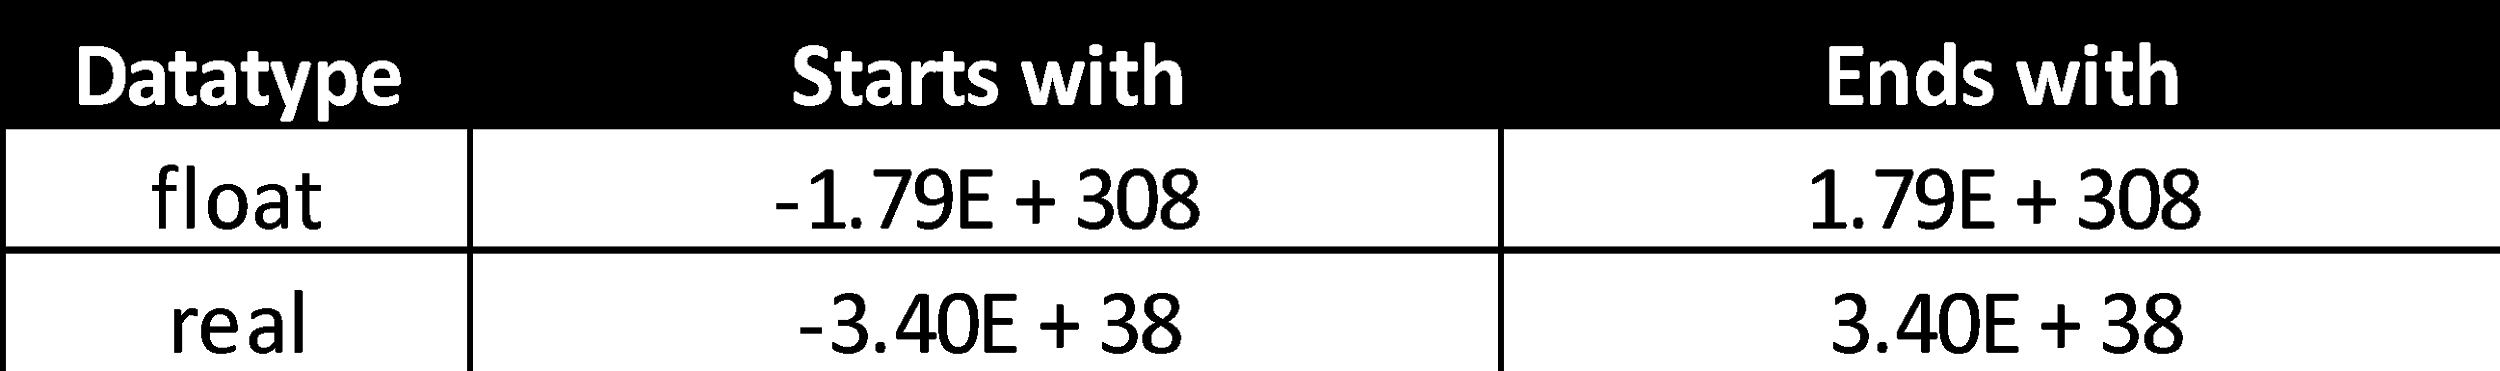 Datatype Starts with Ends with
float -1.79E + 308 1.79E + 308
real -3.40E + 38 3.40E + 38